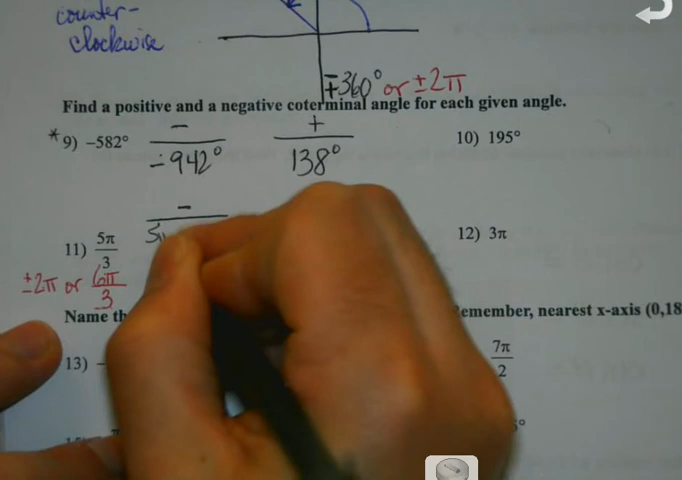 counter-
clockwise
∓360° or ±2π
Find a positive and a negative coterminal angle for each given angle.
* 9) −582° − + 10) 195°
−942° 138°
−
11) 5π/3 5 12) 3π
±2π or 6π/3
Name th Remember, nearest x-axis (0,18
13) − 7π/2